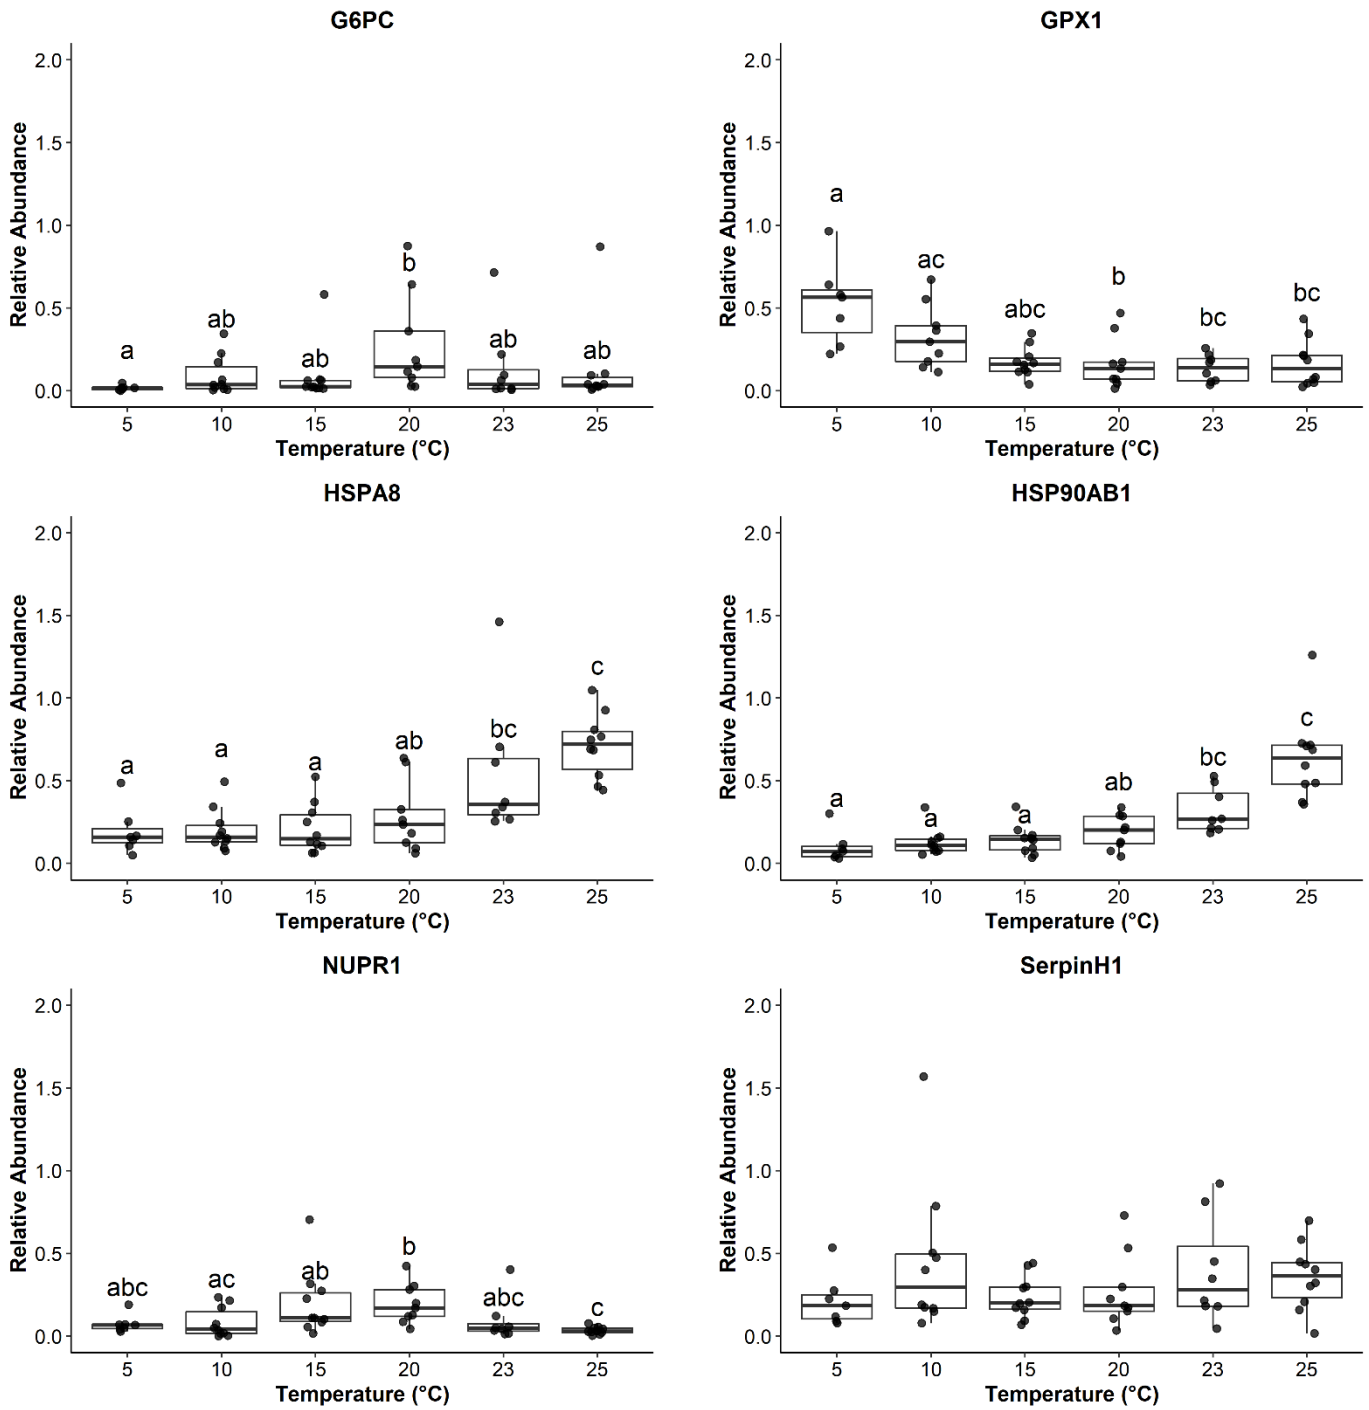 G6PC
Relative Abundance
2.0
1.5
1.0
0.5
0.0
a
ab
ab
b
ab
ab
5 10 15 20 23 25
Temperature (°C)
GPX1
Relative Abundance
2.0
1.5
1.0
0.5
0.0
a
ac
abc
b
bc
bc
5 10 15 20 23 25
Temperature (°C)
HSPA8
Relative Abundance
2.0
1.5
1.0
0.5
0.0
a
a
a
ab
bc
c
5 10 15 20 23 25
Temperature (°C)
HSP90AB1
Relative Abundance
2.0
1.5
1.0
0.5
0.0
a
a
a
ab
bc
c
5 10 15 20 23 25
Temperature (°C)
NUPR1
Relative Abundance
2.0
1.5
1.0
0.5
0.0
abc
ac
ab
b
abc
c
5 10 15 20 23 25
Temperature (°C)
SerpinH1
Relative Abundance
2.0
1.5
1.0
0.5
0.0
5 10 15 20 23 25
Temperature (°C)